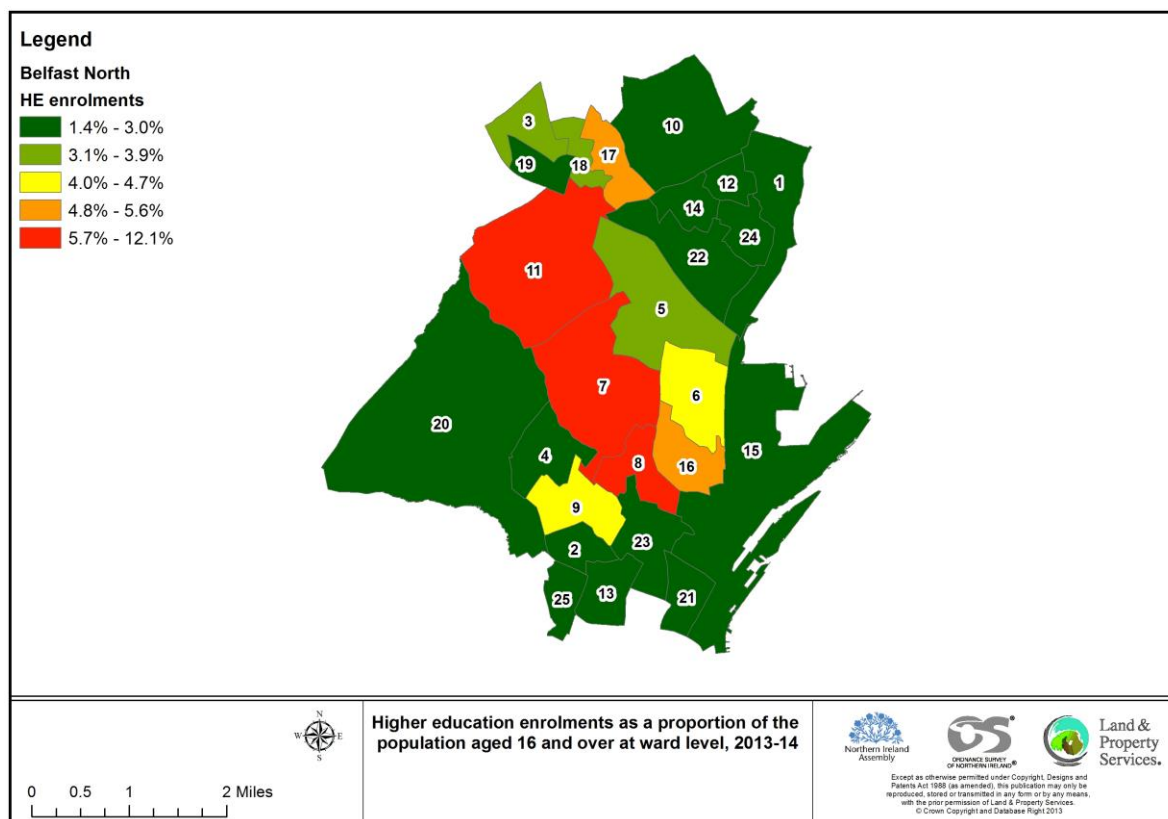 Legend
Belfast North
HE enrolments
1.4% - 3.0%
3.1% - 3.9%
4.0% - 4.7%
4.8% - 5.6%
5.7% - 12.1%
3
10
17
19
18
12
1
14
24
22
11
5
7
6
20
15
4
8
16
9
23
2
13
25
21
N
W E
S
0 0.5 1 2 Miles
Higher education enrolments as a proportion of the
population aged 16 and over at ward level, 2013-14
Northern Ireland
Assembly
OS®
ORDNANCE SURVEY
OF NORTHERN IRELAND®
Land &
Property
Services.
Except as otherwise permitted under Copyright, Designs and
Patents Act 1988 (as amended), this publication may only be
reproduced, stored or transmitted in any form or by any means,
with the prior permission of Land & Property Services.
© Crown Copyright and Database Right 2013